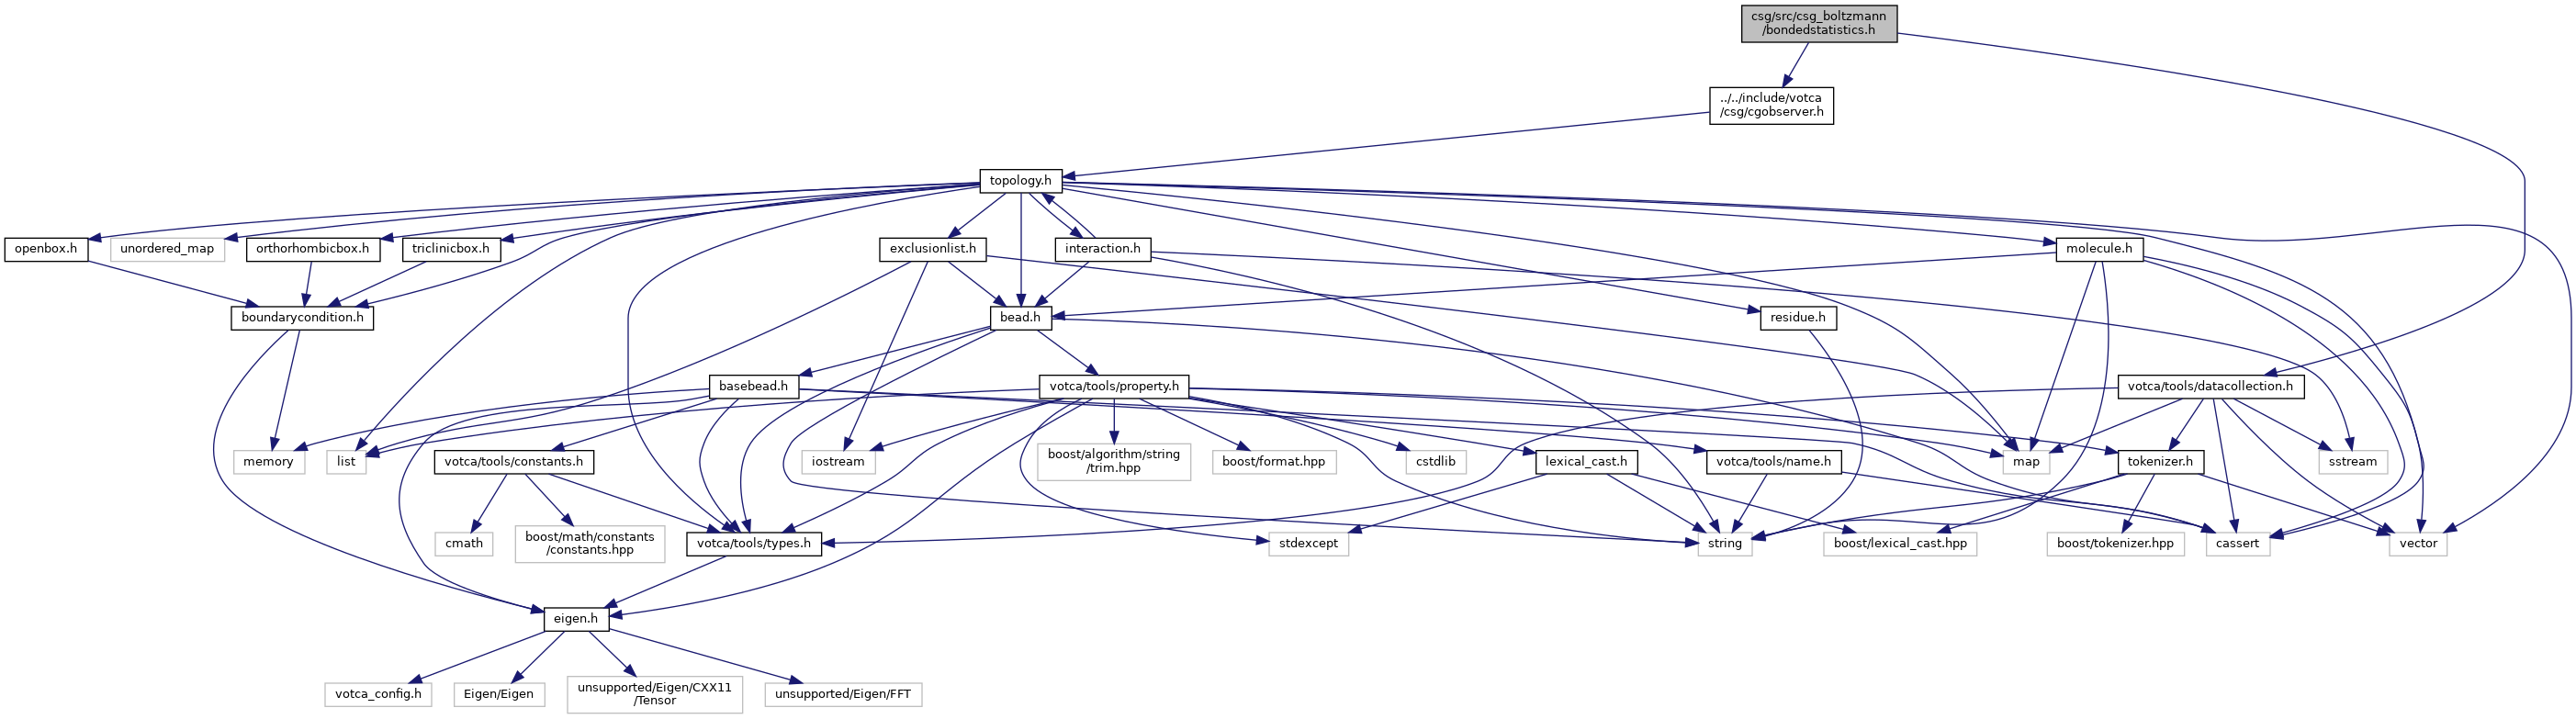 csg/src/csg_boltzmann
/bondedstatistics.h
../../include/votca
/csg/cgobserver.h
topology.h
openbox.h
unordered_map
orthorhombicbox.h
triclinicbox.h
exclusionlist.h
interaction.h
molecule.h
boundarycondition.h
bead.h
residue.h
basebead.h
votca/tools/property.h
votca/tools/datacollection.h
memory
list
votca/tools/constants.h
iostream
boost/algorithm/string
/trim.hpp
boost/format.hpp
cstdlib
lexical_cast.h
votca/tools/name.h
map
tokenizer.h
sstream
cmath
boost/math/constants
/constants.hpp
votca/tools/types.h
stdexcept
string
boost/lexical_cast.hpp
boost/tokenizer.hpp
cassert
vector
eigen.h
votca_config.h
Eigen/Eigen
unsupported/Eigen/CXX11
/Tensor
unsupported/Eigen/FFT